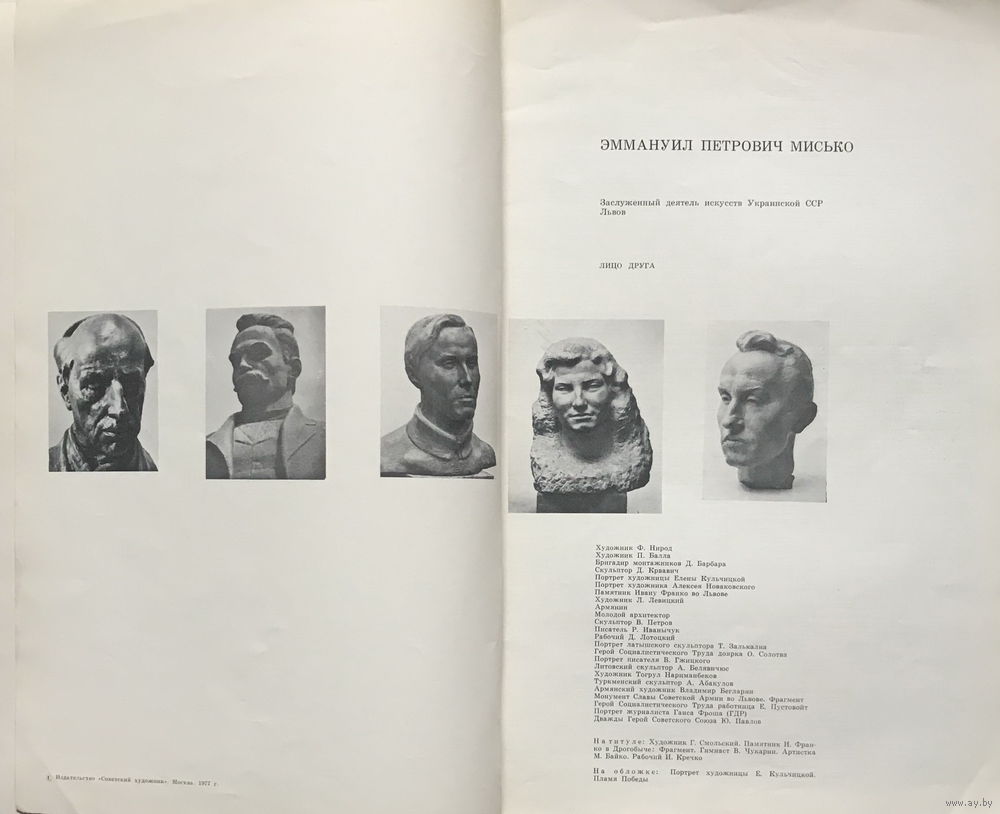 ЭММАНУИЛ ПЕТРОВИЧ МИСЬКО
Заслуженный деятель искусств Украинской ССР
Львов
ЛИЦО ДРУГА
Художник Ф. Нирод
Художник П. Балла
Бригадир монтажников Д. Барбара
Скульптор Д. Крвавич
Портрет художницы Елены Кульчицкой
Портрет художника Алексея Новаковского
Памятник Ивану Франко во Львове
Художник Л. Левицкий
Армянин
Молодой архитектор
Скульптор В. Петров
Писатель Р. Иванычук
Рабочий Д. Лотоцкий
Портрет латышского скульптора Т. Залькална
Герой Социалистического Труда доярка О. Солотва
Портрет писателя В. Гжицкого
Литовский скульптор А. Белявичюс
Художник Тогрул Нариманбеков
Туркменский скульптор А. Абакулов
Армянский художник Владимир Бегларян
Монумент Славы Советской Армии во Львове. Фрагмент
Герой Социалистического Труда работница Е. Пустовойт
Портрет журналиста Ганса Фроша (ГДР)
Дважды Герой Советского Союза Ю. Павлов
На титуле: Художник Г. Смольский. Памятник И. Фран-
ко в Дрогобыче: Фрагмент. Гимнаст В. Чукарин. Артистка
М. Байко. Рабочий И. Кречко
На обложке: Портрет художницы Е. Кульчицкой.
Пламя Победы
Издательство «Советский художник». Москва. 1977 г.
www.ay.by